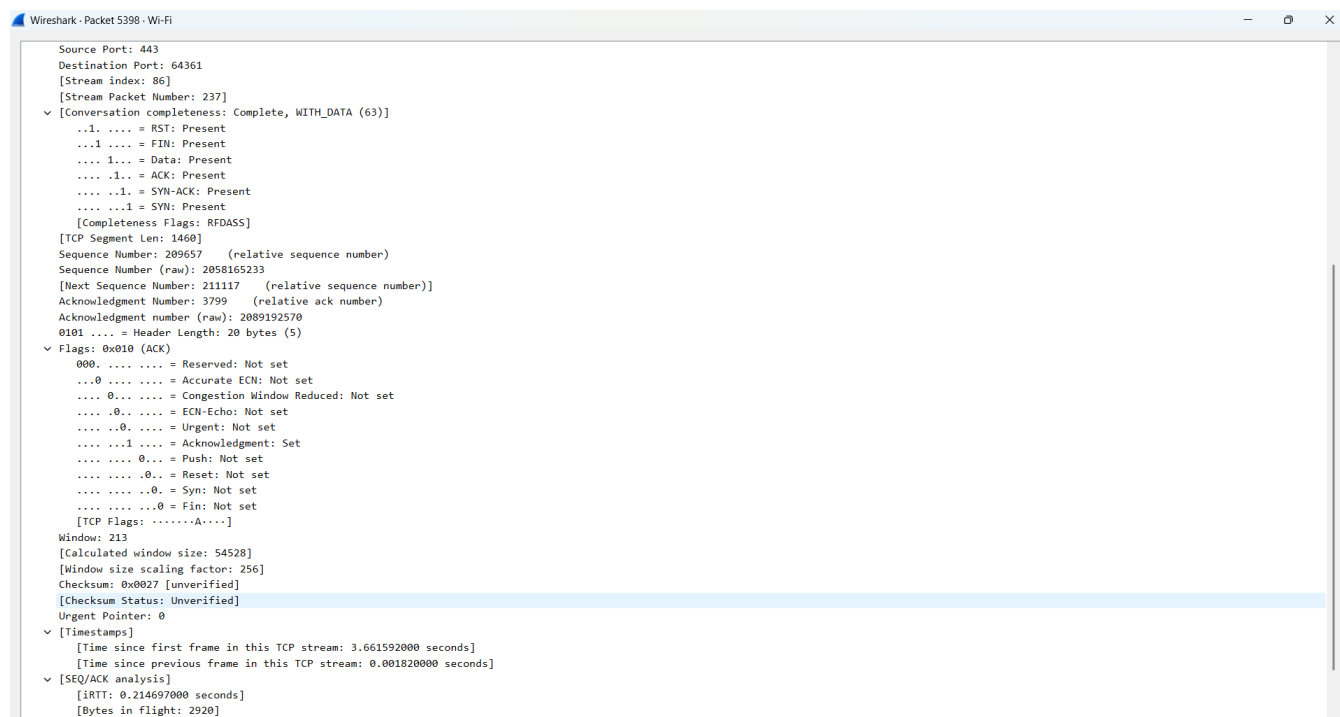 Wireshark · Packet 5398 · Wi-Fi
Source Port: 443
Destination Port: 64361
[Stream index: 86]
[Stream Packet Number: 237]
[Conversation completeness: Complete, WITH_DATA (63)]
..1. .... = RST: Present
...1 .... = FIN: Present
.... 1... = Data: Present
.... .1.. = ACK: Present
.... ..1. = SYN-ACK: Present
.... ...1 = SYN: Present
[Completeness Flags: RFDASS]
[TCP Segment Len: 1460]
Sequence Number: 209657    (relative sequence number)
Sequence Number (raw): 2058165233
[Next Sequence Number: 211117    (relative sequence number)]
Acknowledgment Number: 3799    (relative ack number)
Acknowledgment number (raw): 2089192570
0101 .... = Header Length: 20 bytes (5)
Flags: 0x010 (ACK)
000. .... .... = Reserved: Not set
...0 .... .... = Accurate ECN: Not set
.... 0... .... = Congestion Window Reduced: Not set
.... .0.. .... = ECN-Echo: Not set
.... ..0. .... = Urgent: Not set
.... ...1 .... = Acknowledgment: Set
.... .... 0... = Push: Not set
.... .... .0.. = Reset: Not set
.... .... ..0. = Syn: Not set
.... .... ...0 = Fin: Not set
[TCP Flags: ·······A····]
Window: 213
[Calculated window size: 54528]
[Window size scaling factor: 256]
Checksum: 0x0027 [unverified]
[Checksum Status: Unverified]
Urgent Pointer: 0
[Timestamps]
[Time since first frame in this TCP stream: 3.661592000 seconds]
[Time since previous frame in this TCP stream: 0.001820000 seconds]
[SEQ/ACK analysis]
[iRTT: 0.214697000 seconds]
[Bytes in flight: 2920]